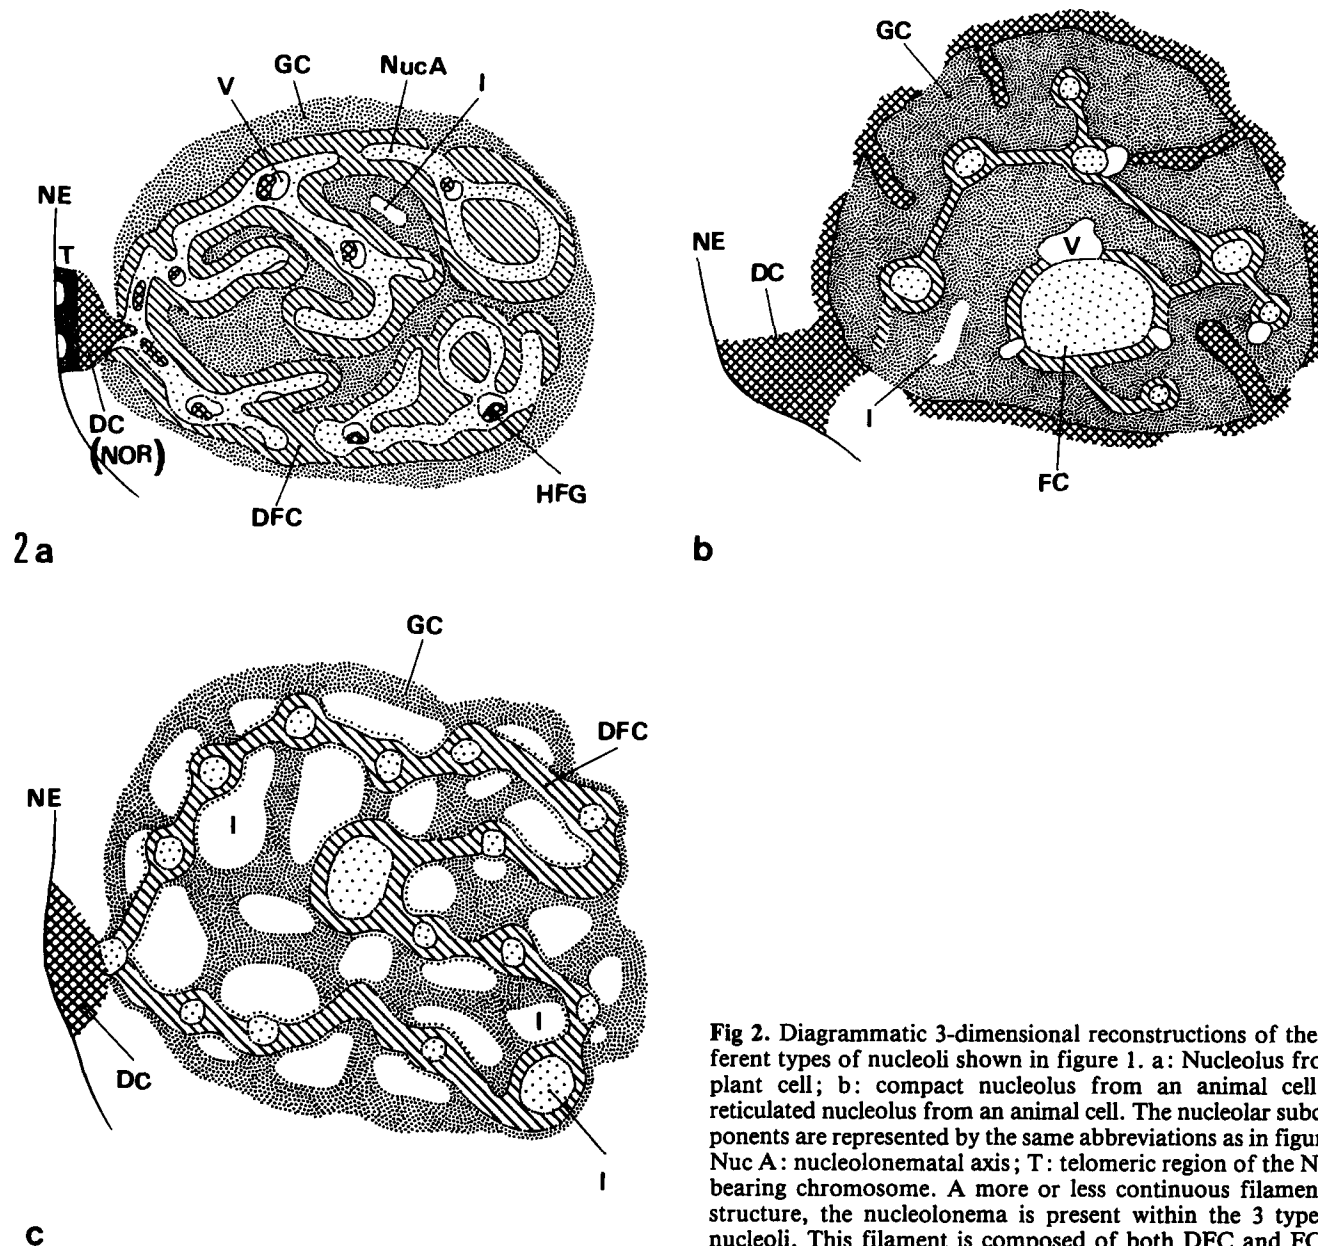 GC
NucA
V
I
NE
T
DC
(NOR)
DFC
HFG
2a
GC
NE
DC
V
I
FC
b
GC
DFC
NE
I
I
DC
I
c
Fig 2. Diagrammatic 3-dimensional reconstructions of the
ferent types of nucleoli shown in figure 1. a: Nucleolus fro
plant cell; b: compact nucleolus from an animal cell
reticulated nucleolus from an animal cell. The nucleolar subc
ponents are represented by the same abbreviations as in figur
Nuc A: nucleolonematal axis; T: telomeric region of the N
bearing chromosome. A more or less continuous filamen
structure, the nucleolonema is present within the 3 type
nucleoli. This filament is composed of both DFC and FC